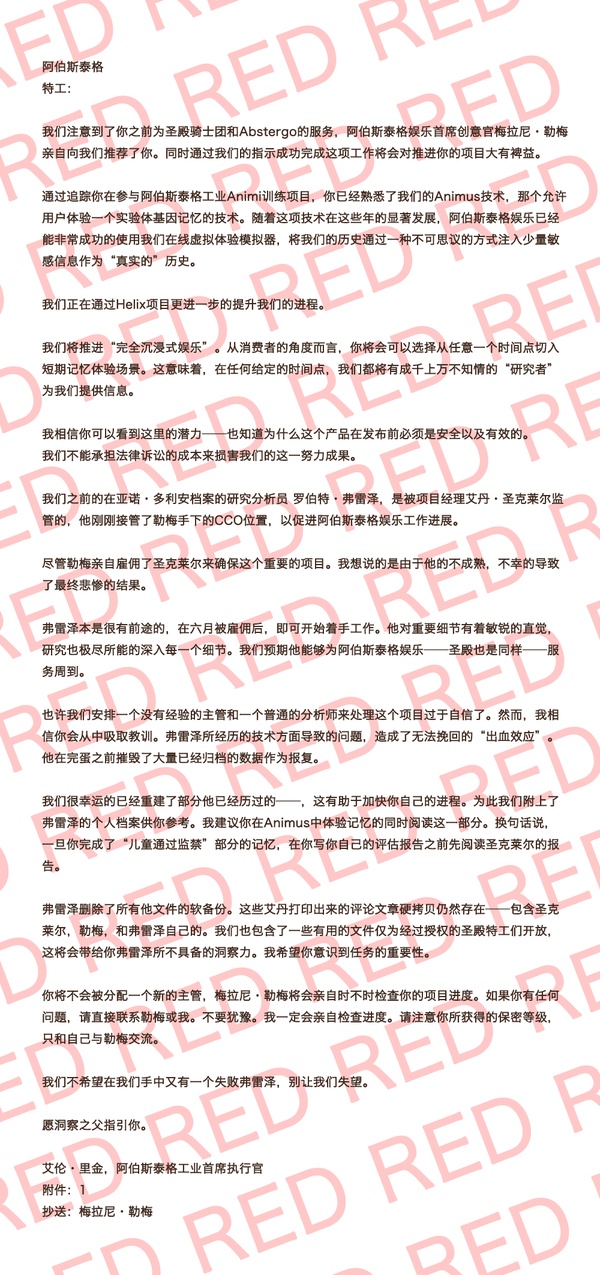 阿伯斯泰格
特工：
我们注意到了你之前为圣殿骑士团和Abstergo的服务，阿伯斯泰格娱乐首席创意官梅拉尼·勒梅
亲自向我们推荐了你。同时通过我们的指示成功完成这项工作将会对推进你的项目大有裨益。
通过追踪你在参与阿伯斯泰格工业Animi训练项目，你已经熟悉了我们的Animus技术，那个允许
用户体验一个实验体基因记忆的技术。随着这项技术在这些年的显著发展，阿伯斯泰格娱乐已经
能非常成功的使用我们在线虚拟体验模拟器，将我们的历史通过一种不可思议的方式注入少量敏
感信息作为“真实的”历史。
我们正在通过Helix项目更进一步的提升我们的进程。
我们将推进“完全沉浸式娱乐”。从消费者的角度而言，你将会可以选择从任意一个时间点切入
短期记忆体验场景。这意味着，在任何给定的时间点，我们都将有成千上万不知情的“研究者”
为我们提供信息。
我相信你可以看到这里的潜力——也知道为什么这个产品在发布前必须是安全以及有效的。
我们不能承担法律诉讼的成本来损害我们的这一努力成果。
我们之前的在亚诺·多利安档案的研究分析员 罗伯特·弗雷泽，是被项目经理艾丹·圣克莱尔监
管的，他刚刚接管了勒梅手下的CCO位置，以促进阿伯斯泰格娱乐工作进展。
尽管勒梅亲自雇佣了圣克莱尔来确保这个重要的项目。我想说的是由于他的不成熟，不幸的导致
了最终悲惨的结果。
弗雷泽本是很有前途的，在六月被雇佣后，即可开始着手工作。他对重要细节有着敏锐的直觉，
研究也极尽所能的深入每一个细节。我们预期他能够为阿伯斯泰格娱乐——圣殿也是同样——服
务周到。
也许我们安排一个没有经验的主管和一个普通的分析师来处理这个项目过于自信了。然而，我相
信你会从中吸取教训。弗雷泽所经历的技术方面导致的问题，造成了无法挽回的“出血效应”。
他在完蛋之前摧毁了大量已经归档的数据作为报复。
我们很幸运的已经重建了部分他已经历过的——，这有助于加快你自己的进程。为此我们附上了
弗雷泽的个人档案供你参考。我建议你在Animus中体验记忆的同时阅读这一部分。换句话说，
一旦你完成了“儿童通过监禁”部分的记忆，在你写你自己的评估报告之前先阅读圣克莱尔的报
告。
弗雷泽删除了所有他文件的软备份。这些艾丹打印出来的评论文章硬拷贝仍然存在——包含圣克
莱尔，勒梅，和弗雷泽自己的。我们也包含了一些有用的文件仅为经过授权的圣殿特工们开放，
这将会带给你弗雷泽所不具备的洞察力。我希望你意识到任务的重要性。
你将不会被分配一个新的主管，梅拉尼·勒梅将会亲自时不时检查你的项目进度。如果你有任何
问题，请直接联系勒梅或我。不要犹豫。我一定会亲自检查进度。请注意你所获得的保密等级，
只和自己与勒梅交流。
我们不希望在我们手中又有一个失败弗雷泽，别让我们失望。
愿洞察之父指引你。
艾伦·里金，阿伯斯泰格工业首席执行官
附件：1
抄送：梅拉尼·勒梅